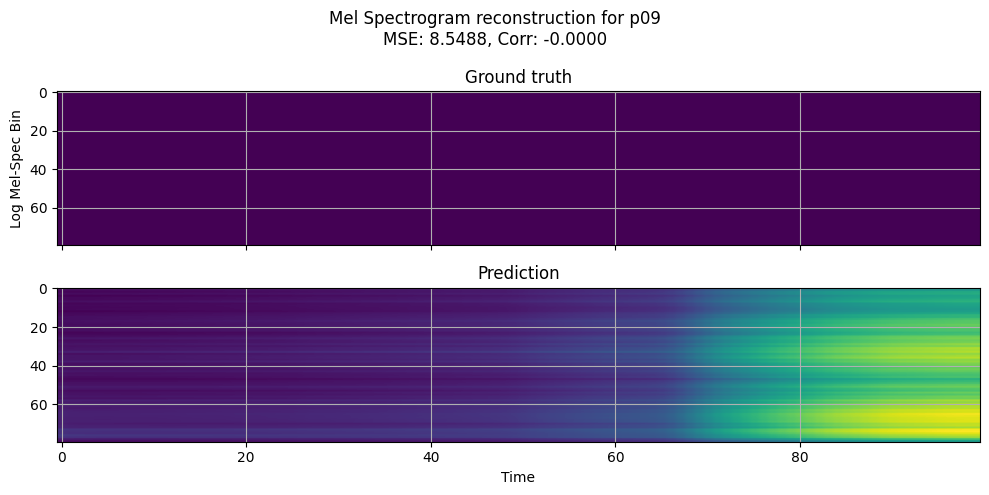 Mel Spectrogram reconstruction for p09
MSE: 8.5488, Corr: -0.0000
Ground truth
Log Mel-Spec Bin
0
20
40
60
Prediction
0
20
40
60
0 20 40 60 80
Time